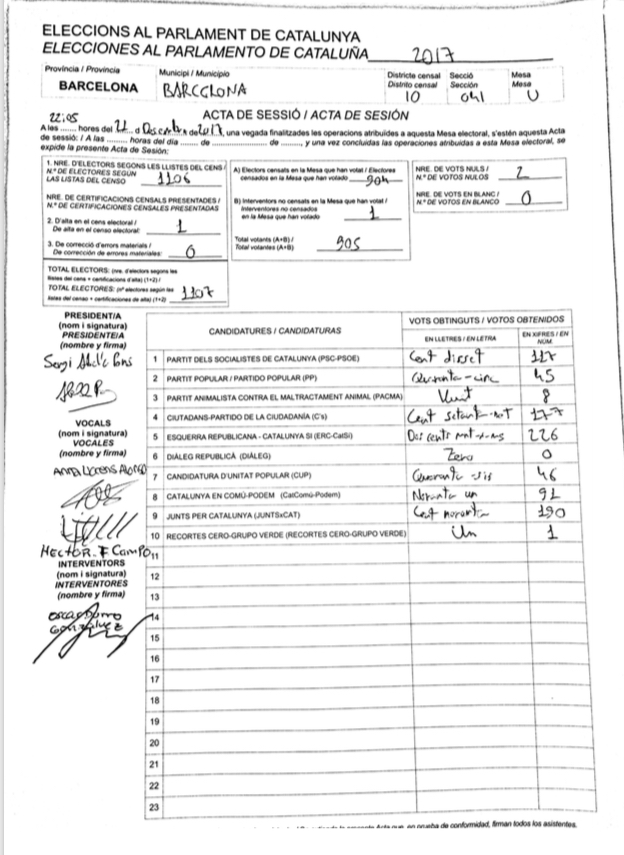 ELECCIONS AL PARLAMENT DE CATALUNYA
ELECCIONES AL PARLAMENTO DE CATALUÑA 2017
Província / Provincia
BARCELONA
Municipi / Municipio
BARCELONA
Districte censal
Distrito censal
10
Secció
Sección
041
Mesa
Mesa
U
ACTA DE SESSIÓ / ACTA DE SESIÓN
22:05
A les ........ hores del 21 d Desembre de 2017, una vegada finalitzades les operacions atribuïdes a aquesta Mesa electoral, s'estén aquesta Acta
de sessió: / A las ........ horas del día ........ de ........ de ........, y una vez concluidas las operaciones atribuidas a esta Mesa electoral, se
expide la presente Acta de Sesión:
1. NRE. D'ELECTORS SEGONS LES LLISTES DEL CENS /
N.º DE ELECTORES SEGÚN
LAS LISTAS DEL CENSO 1106
NRE. DE CERTIFICACIONS CENSALS PRESENTADES /
N.º DE CERTIFICACIONES CENSALES PRESENTADAS
2. D'alta en el cens electoral /
De alta en el censo electoral: 1
3. De correcció d'errors materials /
De corrección de errores materiales: 0
TOTAL ELECTORS: (nre. d'electors segons les
llistes del cens + certificacions d'alta) (1+2) /
TOTAL ELECTORES: (nº electores según las
listas del censo + certificaciones de alta) (1+2) 1107
A) Electors censats en la Mesa que han votat / Electores
censados en la Mesa que han votado 904
B) Interventors no censats en la Mesa que han votat /
Interventores no censados
en la Mesa que han votado 1
Total votants (A+B) /
Total votantes (A+B) 905
NRE. DE VOTS NULS /
N.º DE VOTOS NULOS 2
NRE. DE VOTS EN BLANC /
N.º DE VOTOS EN BLANCO 0
PRESIDENT/A
(nom i signatura)
PRESIDENTE/A
(nombre y firma)
Sergi
VOCALS
(nom i signatura)
VOCALES
(nombre y firma)
Anna Llorens Alonso
HECTOR. F CAMPO
INTERVENTORS
(nom i signatura)
INTERVENTORES
(nombre y firma)
OSCAR
GONZALVEZ
CANDIDATURES / CANDIDATURAS
VOTS OBTINGUTS / VOTOS OBTENIDOS
EN LLETRES / EN LETRA
EN XIFRES / EN NÚM.
1 PARTIT DELS SOCIALISTES DE CATALUNYA (PSC-PSOE) Cent disset 117
2 PARTIT POPULAR / PARTIDO POPULAR (PP) Quaranta-cinc 45
3 PARTIT ANIMALISTA CONTRA EL MALTRACTAMENT ANIMAL (PACMA) Vuit 8
4 CIUTADANS-PARTIDO DE LA CIUDADANÍA (C's) Cent setanta-set 177
5 ESQUERRA REPUBLICANA - CATALUNYA SÍ (ERC-CatSí) Dos cents vint-i-sis 226
6 DIÀLEG REPUBLICÀ (DIÀLEG) Zero 0
7 CANDIDATURA D'UNITAT POPULAR (CUP) Quaranta sis 46
8 CATALUNYA EN COMÚ-PODEM (CatComú-Podem) Noranta un 91
9 JUNTS PER CATALUNYA (JUNTSxCAT) Cent noranta 190
10 RECORTES CERO-GRUPO VERDE (RECORTES CERO-GRUPO VERDE) Un 1
11
12
13
14
15
16
17
18
19
20
21
22
23
la presente Acta que, en prueba de conformidad, firman todos los asistentes.